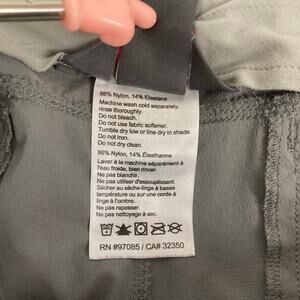 86% Nylon, 14% Elastane
Machine wash cold separately,
rinse thoroughly.
Do not bleach.
Do not use fabric softener.
Tumble dry low or line dry in shade.
Do not iron.
Do not dry clean.
86% Nylon, 14% Élasthanne
Laver à la machine séparément à
l'eau froide, bien rincer.
Ne pas blanchir.
Ne pas utiliser d'assouplissant.
Sécher au sèche-linge à basse
température ou sur une corde à
l'ombre.
Ne pas repasser.
Ne pas nettoyage à sec.
RN #97085 / CA# 32350